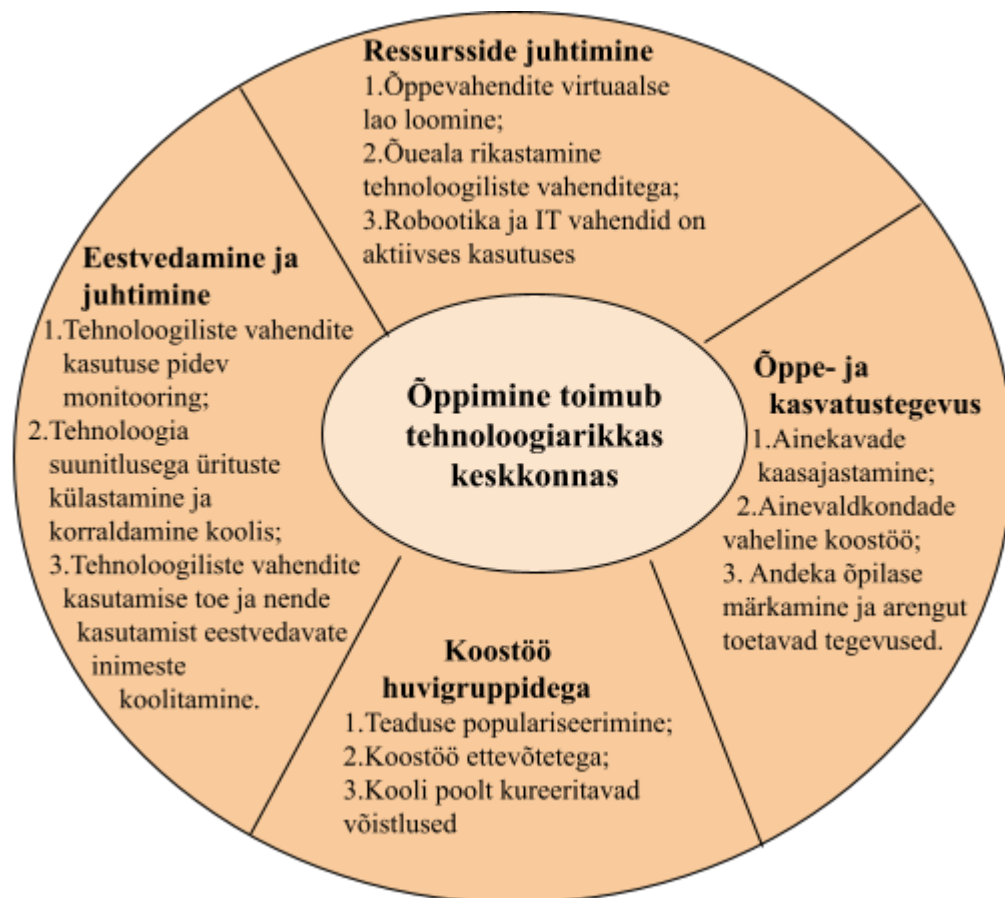 Ressursside juhtimine
1.Õppevahendite virtuaalse
lao loomine;
2.Õueala rikastamine
tehnoloogiliste vahenditega;
3.Robootika ja IT vahendid on
aktiivses kasutuses
Eestvedamine ja
juhtimine
1.Tehnoloogiliste vahendite
kasutuse pidev
monitooring;
2.Tehnoloogia
suunitlusega ürituste
külastamine ja
korraldamine koolis;
3.Tehnoloogiliste vahendite
kasutamise toe ja nende
kasutamist eestvedavate
inimeste
koolitamine.
Õppimine toimub
tehnoloogiarikkas
keskkonnas
Õppe- ja
kasvatustegevus
1.Ainekavade
kaasajastamine;
2.Ainevaldkondade
vaheline koostöö;
3. Andeka õpilase
märkamine ja arengut
toetavad tegevused.
Koostöö
huvigruppidega
1.Teaduse populariseerimine;
2.Koostöö ettevõtetega;
3.Kooli poolt kureeritavad
võistlused